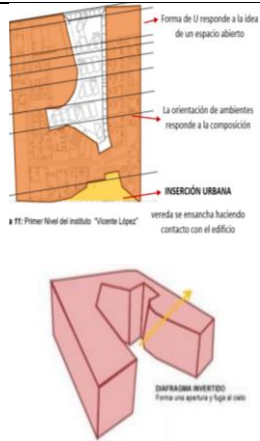 Forma de U responde a la idea
de un espacio abierto
La orientación de ambientes
responde a la composición
INSERCIÓN URBANA
vereda se ensancha haciendo
contacto con el edificio
a 11: Primer Nivel del instituto "Vicente López"
DIAFRAGMA INVERTIDO
Forma una apertura y fuga al cielo